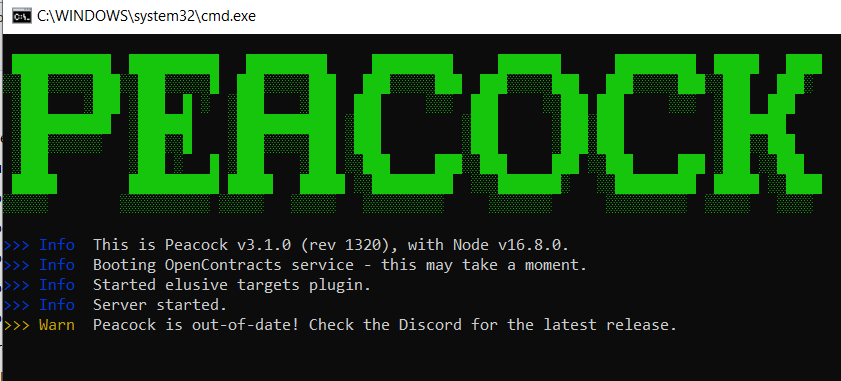 C:\WINDOWS\system32\cmd.exe
PEACOCK
>>> Info  This is Peacock v3.1.0 (rev 1320), with Node v16.8.0.
>>> Info  Booting OpenContracts service - this may take a moment.
>>> Info  Started elusive targets plugin.
>>> Info  Server started.
>>> Warn  Peacock is out-of-date! Check the Discord for the latest release.